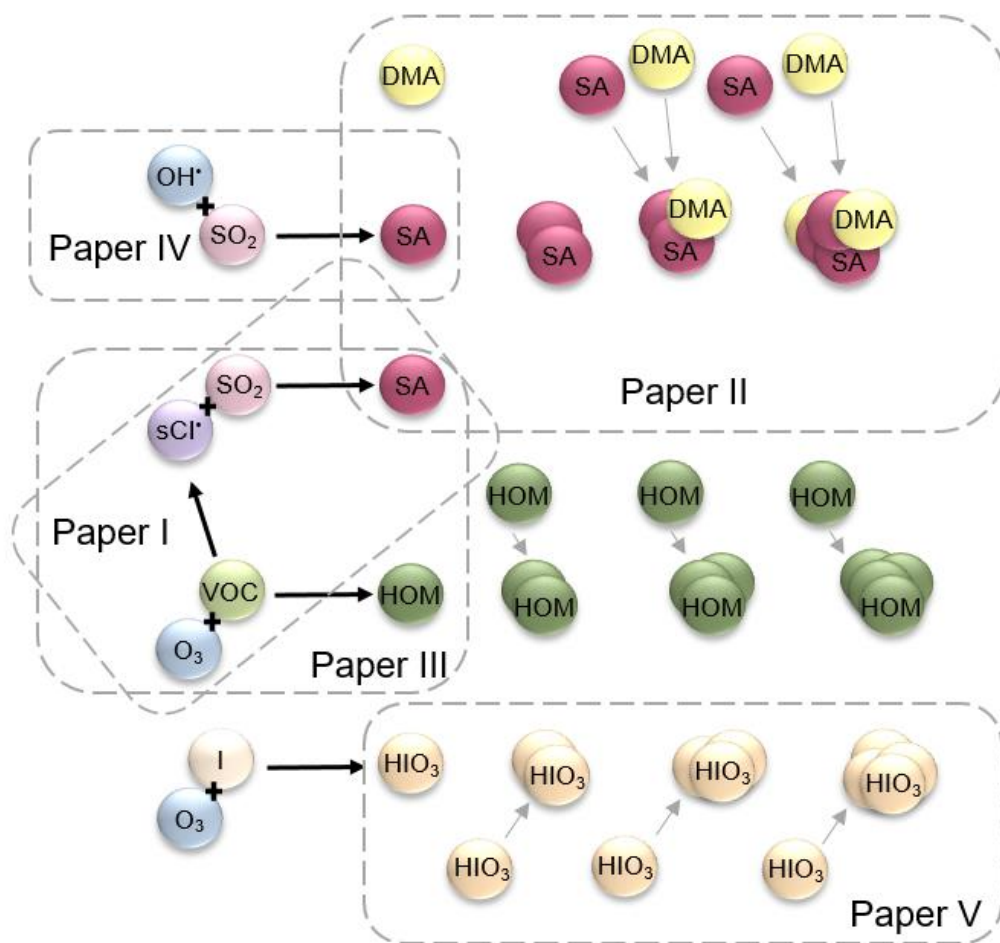 DMA
SA
DMA
SA
DMA
OH•
SO₂
SA
Paper IV
SA
DMA
SA
DMA
SA
SO₂
SA
sCI•
Paper II
Paper I
VOC
O₃
HOM
Paper III
HOM
HOM
HOM
HOM
HOM
HOM
I
O₃
HIO₃
HIO₃
HIO₃
HIO₃
HIO₃
HIO₃
HIO₃
Paper V